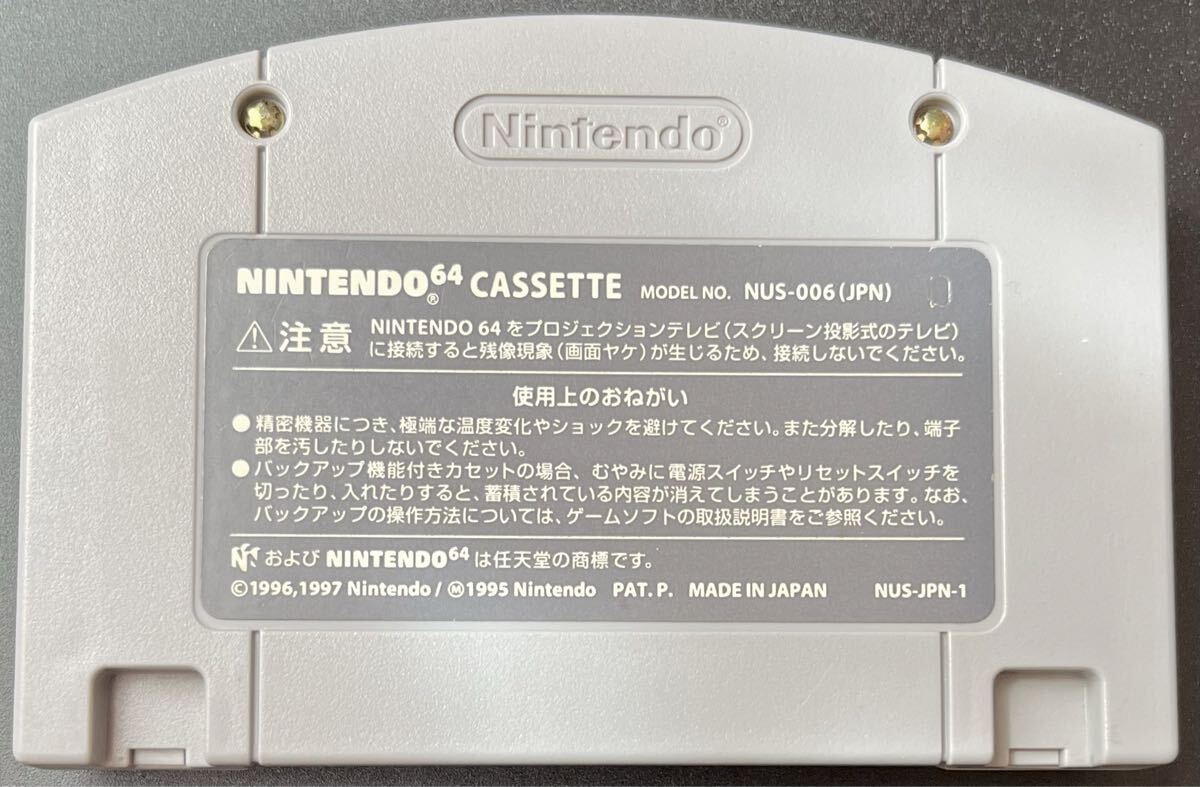 Nintendo®
NINTENDO64® CASSETTE MODEL NO. NUS-006(JPN)
⚠注意 NINTENDO 64 をプロジェクションテレビ(スクリーン投影式のテレビ)
に接続すると残像現象(画面ヤケ)が生じるため、接続しないでください。
使用上のおねがい
●精密機器につき、極端な温度変化やショックを避けてください。また分解したり、端子
部を汚したりしないでください。
●バックアップ機能付きカセットの場合、むやみに電源スイッチやリセットスイッチを
切ったり、入れたりすると、蓄積されている内容が消えてしまうことがあります。なお、
バックアップの操作方法については、ゲームソフトの取扱説明書をご参照ください。
および NINTENDO64 は任天堂の商標です。
©1996,1997 Nintendo / Ⓜ1995 Nintendo PAT. P. MADE IN JAPAN NUS-JPN-1